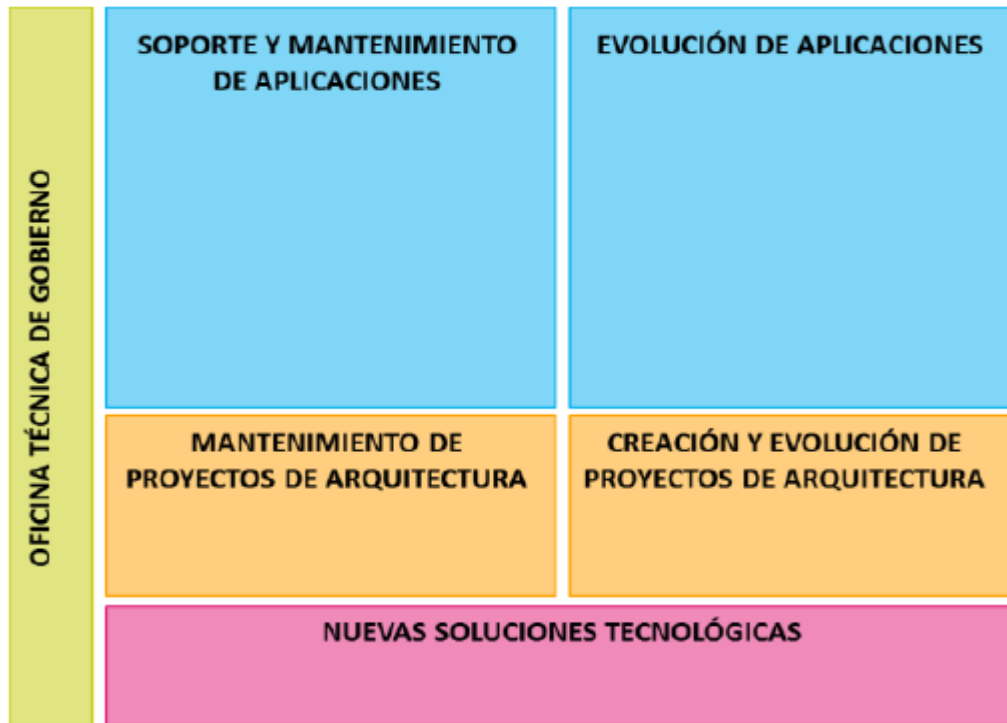 OFICINA TÉCNICA DE GOBIERNO
SOPORTE Y MANTENIMIENTO
DE APLICACIONES
EVOLUCIÓN DE APLICACIONES
MANTENIMIENTO DE
PROYECTOS DE ARQUITECTURA
CREACIÓN Y EVOLUCIÓN DE
PROYECTOS DE ARQUITECTURA
NUEVAS SOLUCIONES TECNOLÓGICAS